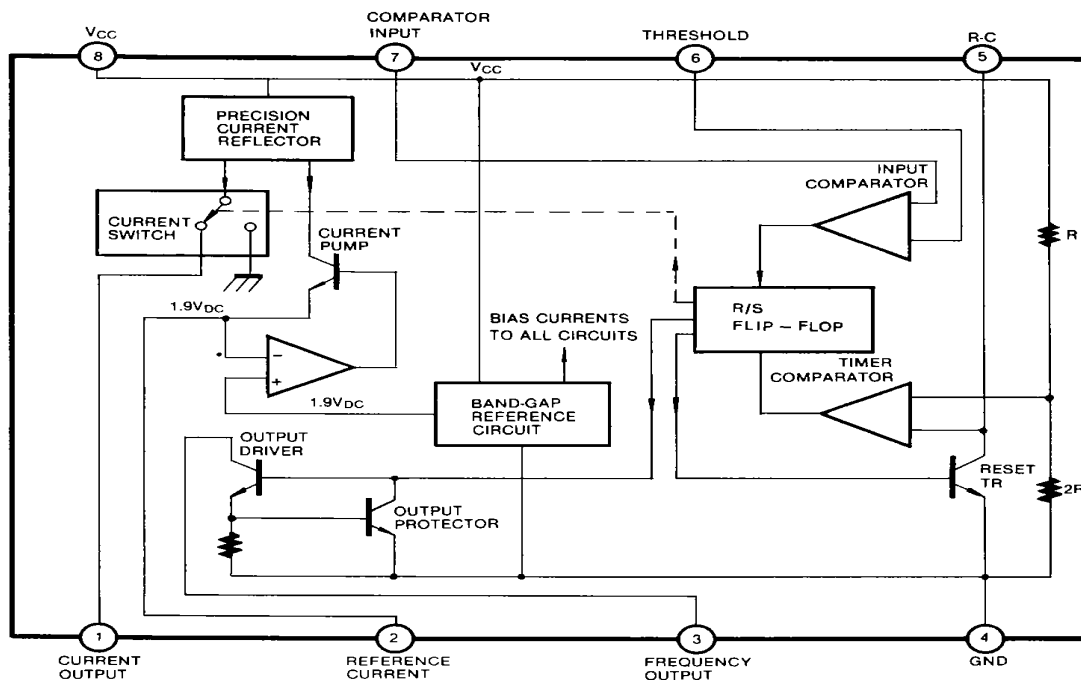 VCC
COMPARATOR
INPUT
THRESHOLD
R-C
8
7
6
5
VCC
PRECISION
CURRENT
REFLECTOR
INPUT
COMPARATOR
CURRENT
SWITCH
CURRENT
PUMP
R
1.9VDC
BIAS CURRENTS
TO ALL CIRCUITS
R/S
FLIP – FLOP
TIMER
COMPARATOR
−
+
1.9VDC
BAND-GAP
REFERENCE
CIRCUIT
OUTPUT
DRIVER
RESET
TR
2R
OUTPUT
PROTECTOR
1
2
3
4
CURRENT
OUTPUT
REFERENCE
CURRENT
FREQUENCY OUTPUT
GND